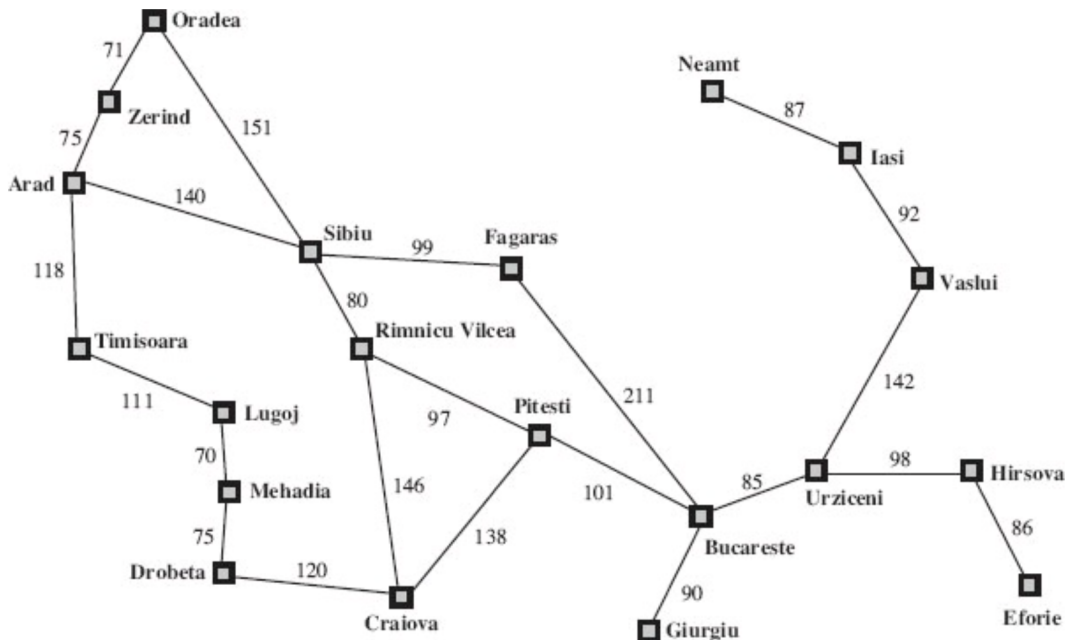 Oradea
71
Neamt
87
Zerind
75
151
Iasi
Arad
140
92
Sibiu
99
Fagaras
118
80
Vaslui
Timisoara
Rimnicu Vilcea
111
Lugoj
97
Pitesti
211
142
70
Mehadia
146
101
85
98
Urziceni
Hirsova
75
138
86
Drobeta
120
Bucareste
Craiova
90
Giurgiu
Eforie